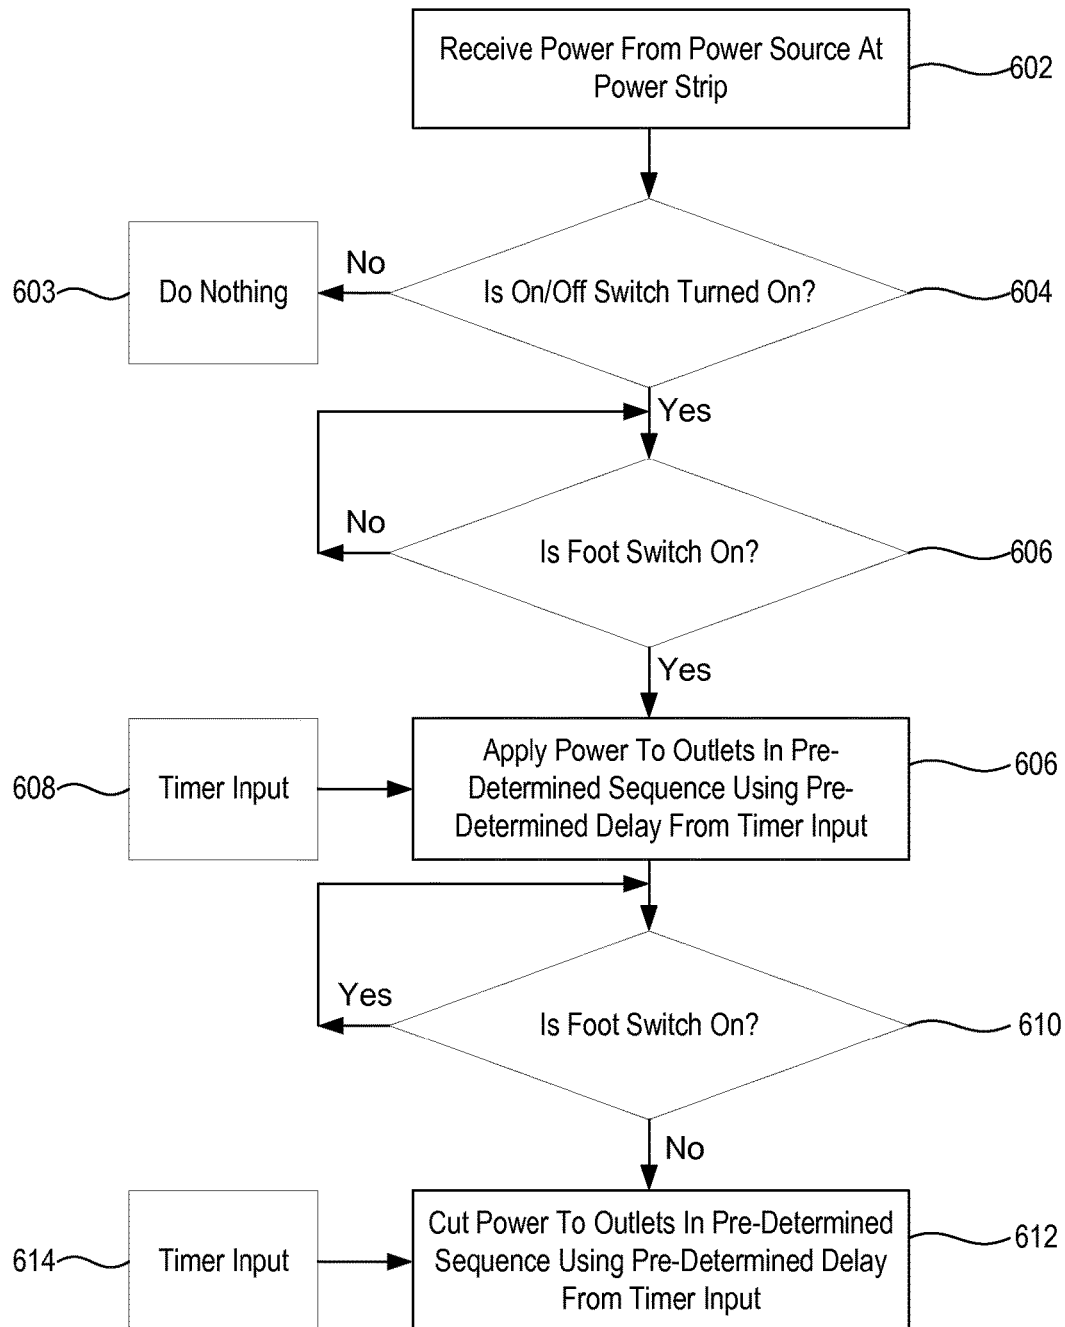 Receive Power From Power Source At
Power Strip
602
No
603
Do Nothing
Is On/Off Switch Turned On?
604
Yes
No
Is Foot Switch On?
606
Yes
608
Timer Input
Apply Power To Outlets In Pre-
Determined Sequence Using Pre-
Determined Delay From Timer Input
606
Yes
Is Foot Switch On?
610
No
614
Timer Input
Cut Power To Outlets In Pre-Determined
Sequence Using Pre-Determined Delay
From Timer Input
612